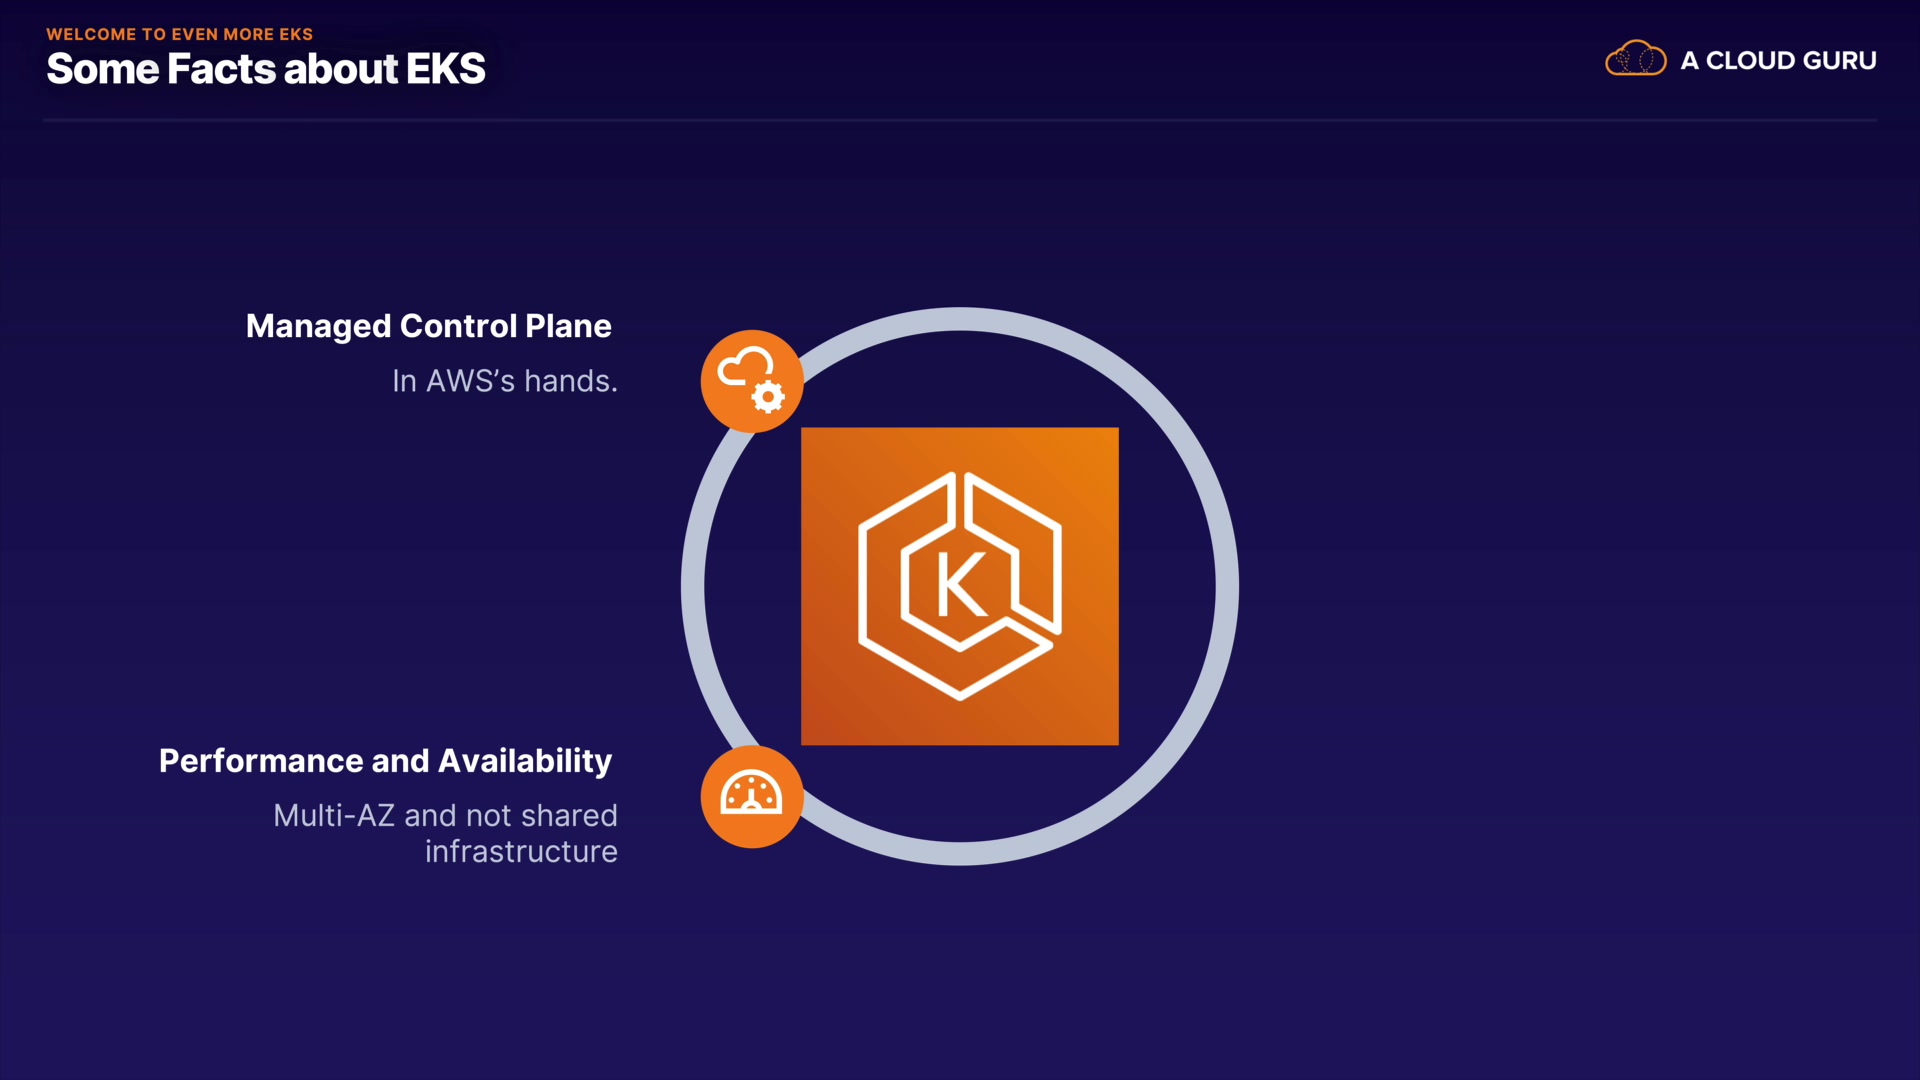 WELCOME TO EVEN MORE EKS
Some Facts about EKS
A CLOUD GURU
Managed Control Plane
In AWS’s hands.
K
Performance and Availability
Multi-AZ and not shared
infrastructure